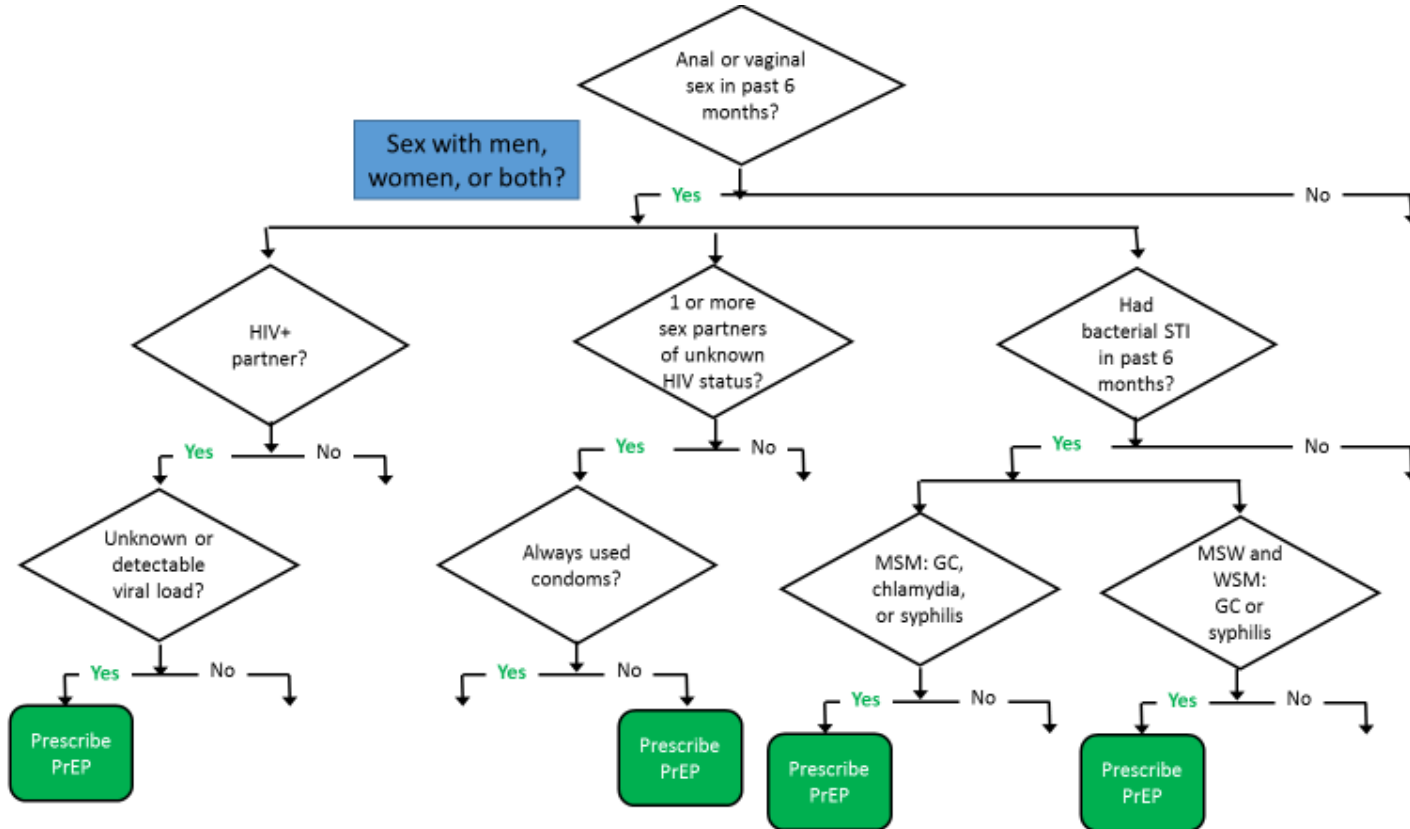 Anal or vaginal
sex in past 6
months?
Sex with men,
women, or both?
Yes
No
HIV+
partner?
1 or more
sex partners
of unknown
HIV status?
Had
bacterial STI
in past 6
months?
Yes
No
Yes
No
Yes
No
Unknown or
detectable
viral load?
Always used
condoms?
MSM: GC,
chlamydia,
or syphilis
MSW and
WSM:
GC or
syphilis
Yes
No
Yes
No
Yes
No
Yes
No
Prescribe
PrEP
Prescribe
PrEP
Prescribe
PrEP
Prescribe
PrEP